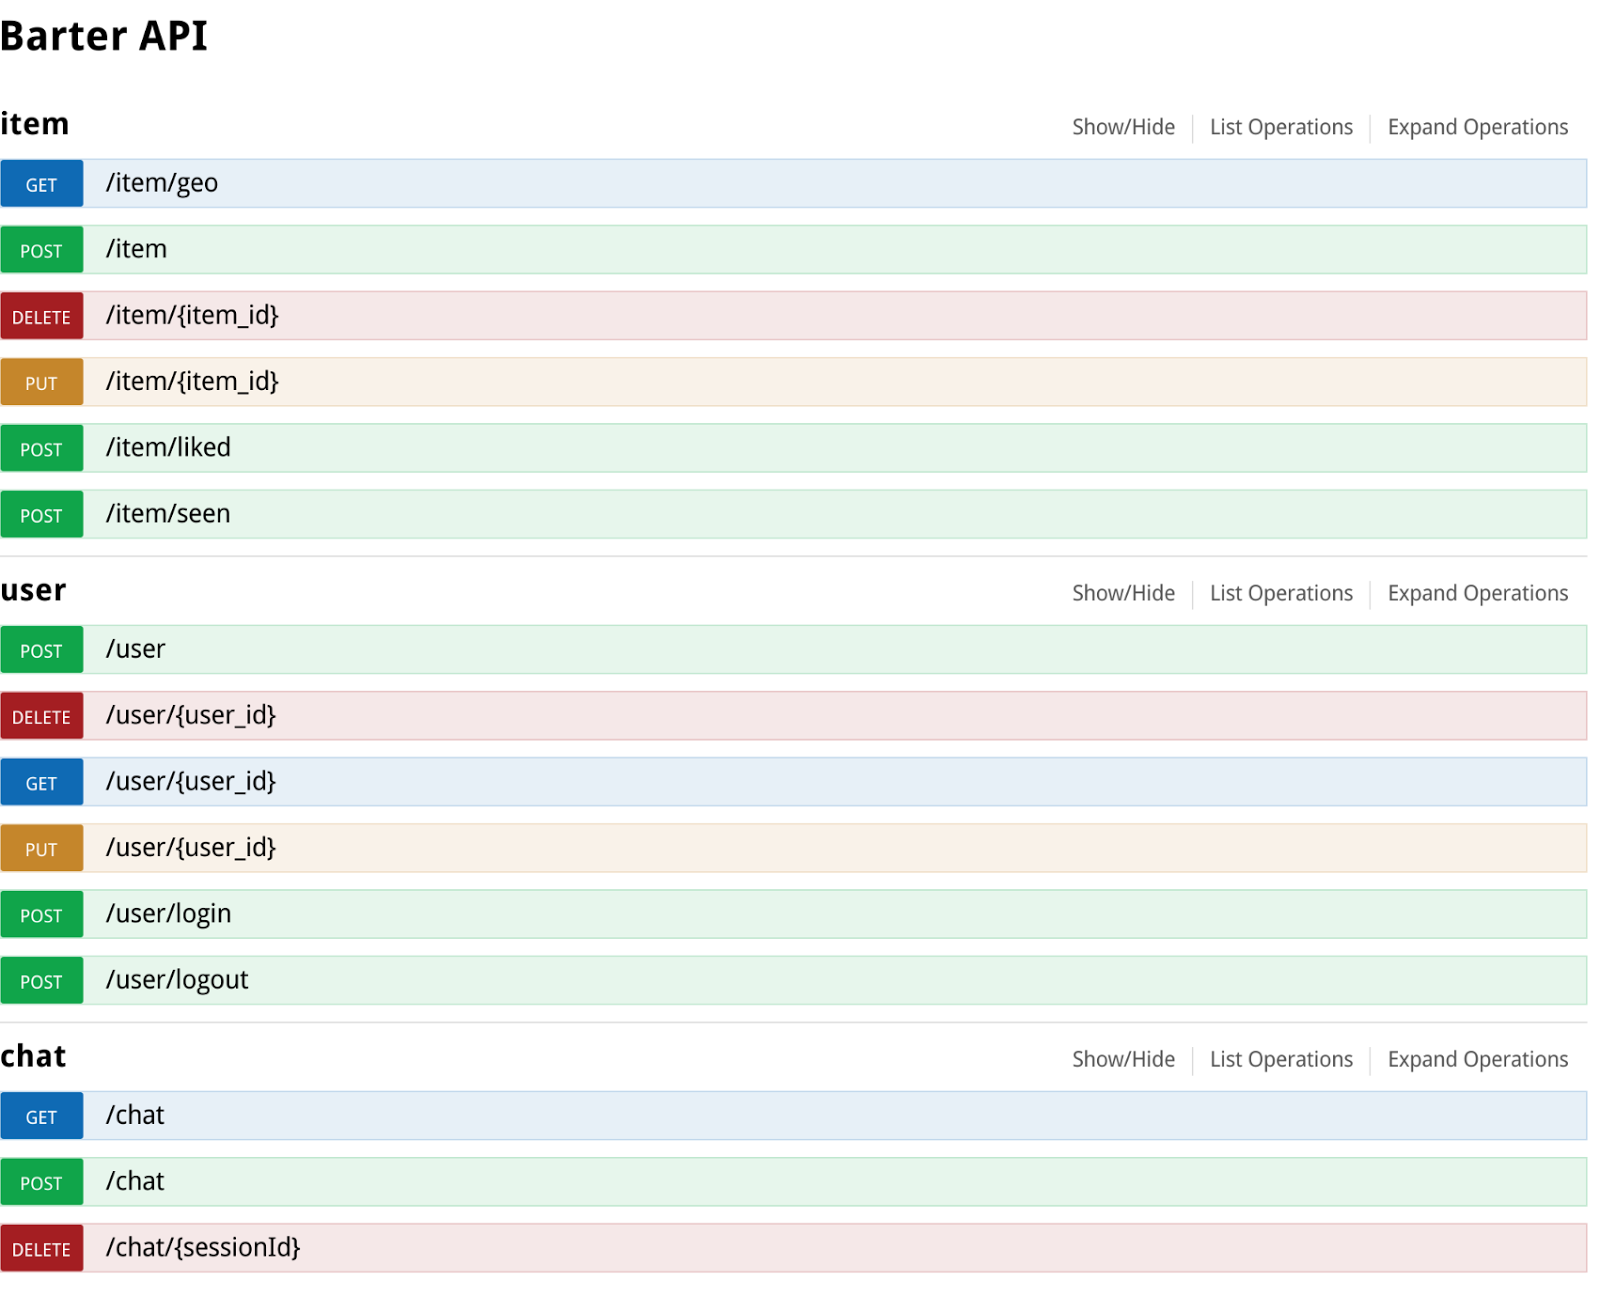 Barter API
item Show/Hide List Operations Expand Operations
GET /item/geo
POST /item
DELETE /item/{item_id}
PUT /item/{item_id}
POST /item/liked
POST /item/seen
user Show/Hide List Operations Expand Operations
POST /user
DELETE /user/{user_id}
GET /user/{user_id}
PUT /user/{user_id}
POST /user/login
POST /user/logout
chat Show/Hide List Operations Expand Operations
GET /chat
POST /chat
DELETE /chat/{sessionId}